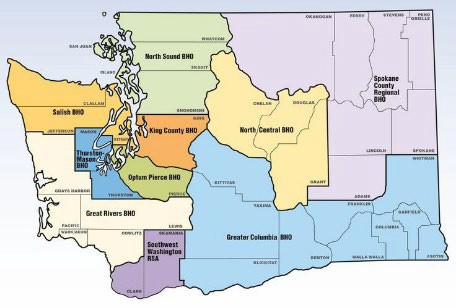 SAN JUAN
WHATCOM
North Sound BHO
SKAGIT
ISLAND
SNOHOMISH
OKANOGAN
FERRY
STEVENS
PEND
OREILLE
Spokane
County
Regional
BHO
CLALLAM
Salish BHO
JEFFERSON
MASON
KITSAP
KING
King County BHO
CHELAN
DOUGLAS
North Central BHO
Thurston-
Mason
BHO
LINCOLN
SPOKANE
WHITMAN
Optum Pierce BHO
PIERCE
THURSTON
GRAYS HARBOR
KITTITAS
GRANT
ADAMS
FRANKLIN
GARFIELD
COLUMBIA
YAKIMA
Great Rivers BHO
PACIFIC
WAHKIAKUM
COWLITZ
LEWIS
SKAMANIA
Greater Columbia BHO
Southwest
Washington
RSA
CLARK
KLICKITAT
BENTON
WALLA WALLA
ASOTIN